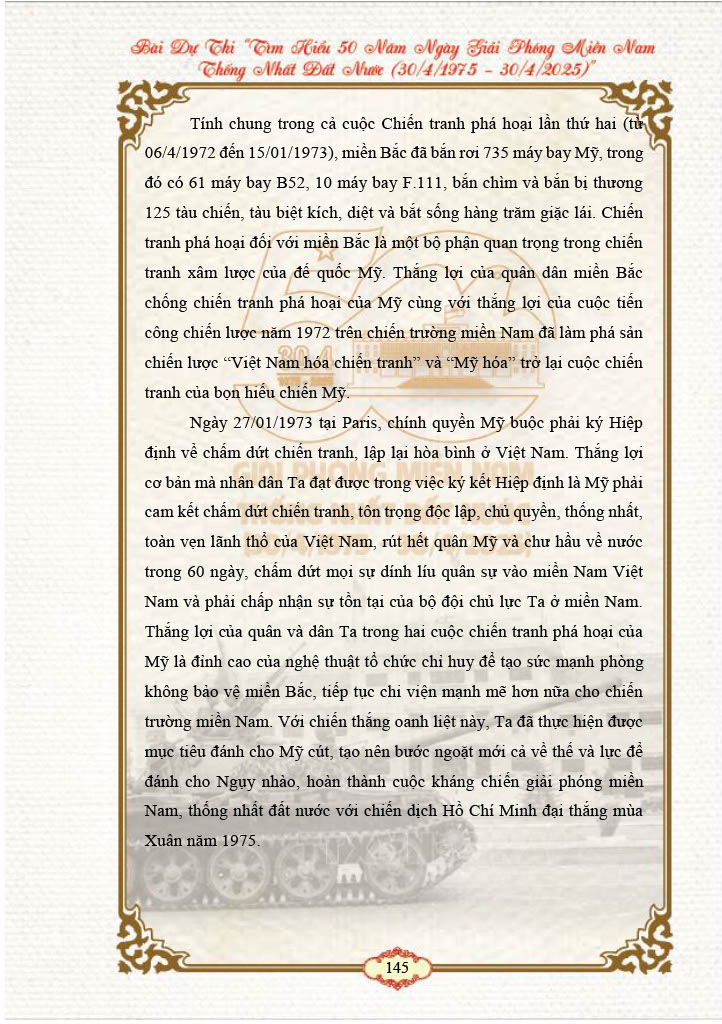 Bài Dự Thi "Tìm Hiểu 50 Năm Ngày Giải Phóng Miền Nam
Thống Nhất Đất Nước (30/4/1975 - 30/4/2025)"
Tính chung trong cả cuộc Chiến tranh phá hoại lần thứ hai (từ
06/4/1972 đến 15/01/1973), miền Bắc đã bắn rơi 735 máy bay Mỹ, trong
đó có 61 máy bay B52, 10 máy bay F.111, bắn chìm và bắn bị thương
125 tàu chiến, tàu biệt kích, diệt và bắt sống hàng trăm giặc lái. Chiến
tranh phá hoại đối với miền Bắc là một bộ phận quan trọng trong chiến
tranh xâm lược của đế quốc Mỹ. Thắng lợi của quân dân miền Bắc
chống chiến tranh phá hoại của Mỹ cùng với thắng lợi của cuộc tiến
công chiến lược năm 1972 trên chiến trường miền Nam đã làm phá sản
chiến lược “Việt Nam hóa chiến tranh” và “Mỹ hóa” trở lại cuộc chiến
tranh của bọn hiếu chiến Mỹ.
Ngày 27/01/1973 tại Paris, chính quyền Mỹ buộc phải ký Hiệp
định về chấm dứt chiến tranh, lập lại hòa bình ở Việt Nam. Thắng lợi
cơ bản mà nhân dân Ta đạt được trong việc ký kết Hiệp định là Mỹ phải
cam kết chấm dứt chiến tranh, tôn trọng độc lập, chủ quyền, thống nhất,
toàn vẹn lãnh thổ của Việt Nam, rút hết quân Mỹ và chư hầu về nước
trong 60 ngày, chấm dứt mọi sự dính líu quân sự vào miền Nam Việt
Nam và phải chấp nhận sự tồn tại của bộ đội chủ lực Ta ở miền Nam.
Thắng lợi của quân và dân Ta trong hai cuộc chiến tranh phá hoại của
Mỹ là đỉnh cao của nghệ thuật tổ chức chỉ huy để tạo sức mạnh phòng
không bảo vệ miền Bắc, tiếp tục chi viện mạnh mẽ hơn nữa cho chiến
trường miền Nam. Với chiến thắng oanh liệt này, Ta đã thực hiện được
mục tiêu đánh cho Mỹ cút, tạo nên bước ngoặt mới cả về thế và lực để
đánh cho Ngụy nhào, hoàn thành cuộc kháng chiến giải phóng miền
Nam, thống nhất đất nước với chiến dịch Hồ Chí Minh đại thắng mùa
Xuân năm 1975.
145